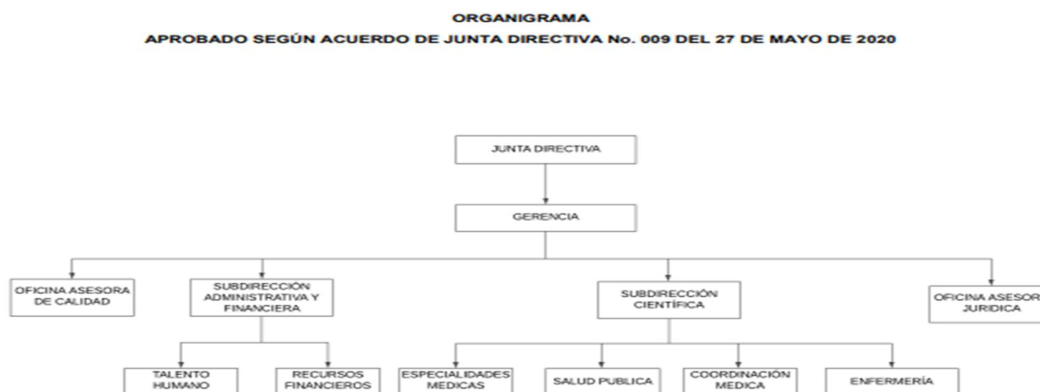 ORGANIGRAMA
APROBADO SEGÚN ACUERDO DE JUNTA DIRECTIVA No. 009 DEL 27 DE MAYO DE 2020
JUNTA DIRECTIVA
GERENCIA
OFICINA ASESORA
DE CALIDAD
SUBDIRECCIÓN
ADMINISTRATIVA Y
FINANCIERA
SUBDIRECCIÓN
CIENTÍFICA
OFICINA ASESOR
JURIDICA
TALENTO
HUMANO
RECURSOS
FINANCIEROS
ESPECIALIDADES
MEDICAS
SALUD PUBLICA
COORDINACIÓN
MEDICA
ENFERMERÍA